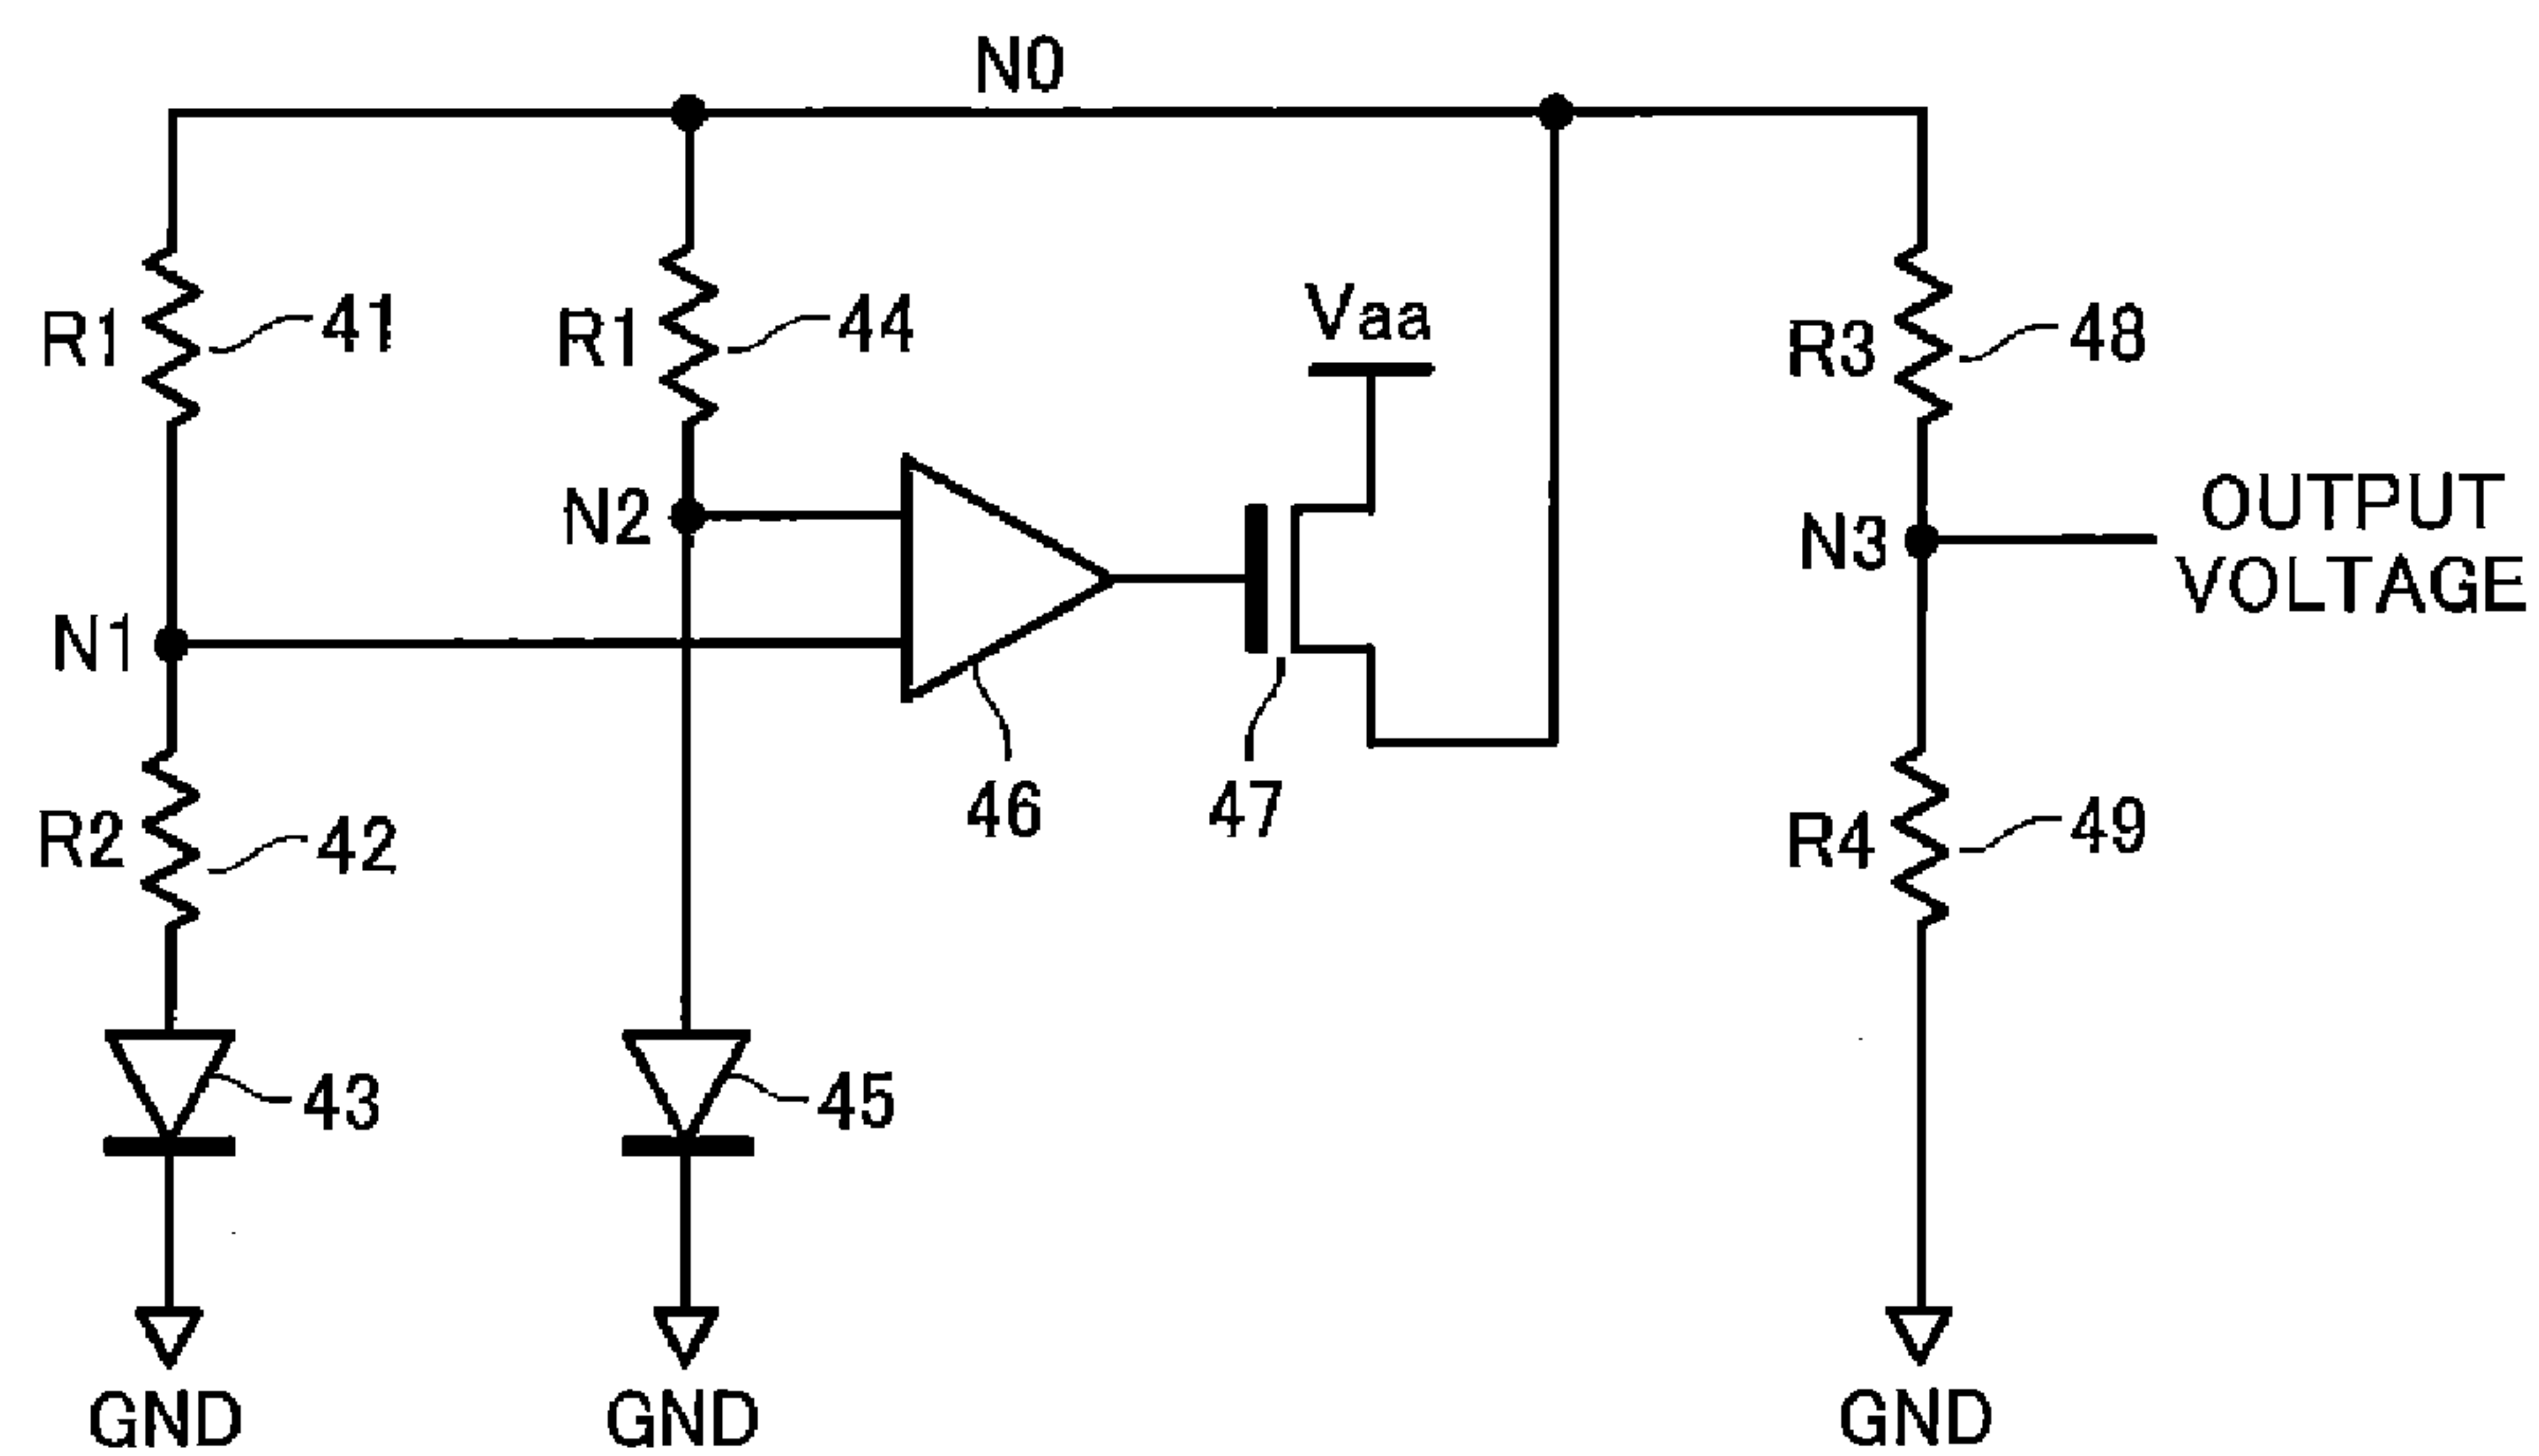 N0
R1
41
R1
44
Vaa
R3
48
N2
N3
OUTPUT
VOLTAGE
N1
46
47
R2
42
R4
49
43
45
GND
GND
GND